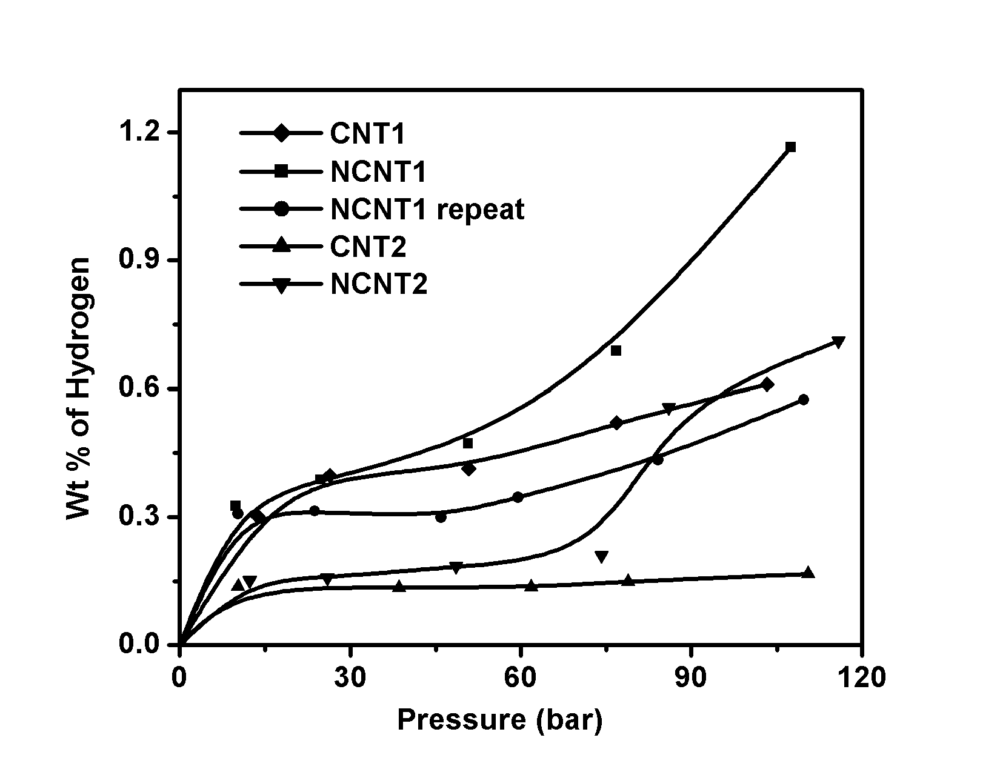 CNT1
NCNT1
NCNT1 repeat
CNT2
NCNT2
1.2
0.9
0.6
0.3
0.0
Wt % of Hydrogen
0 30 60 90 120
Pressure (bar)